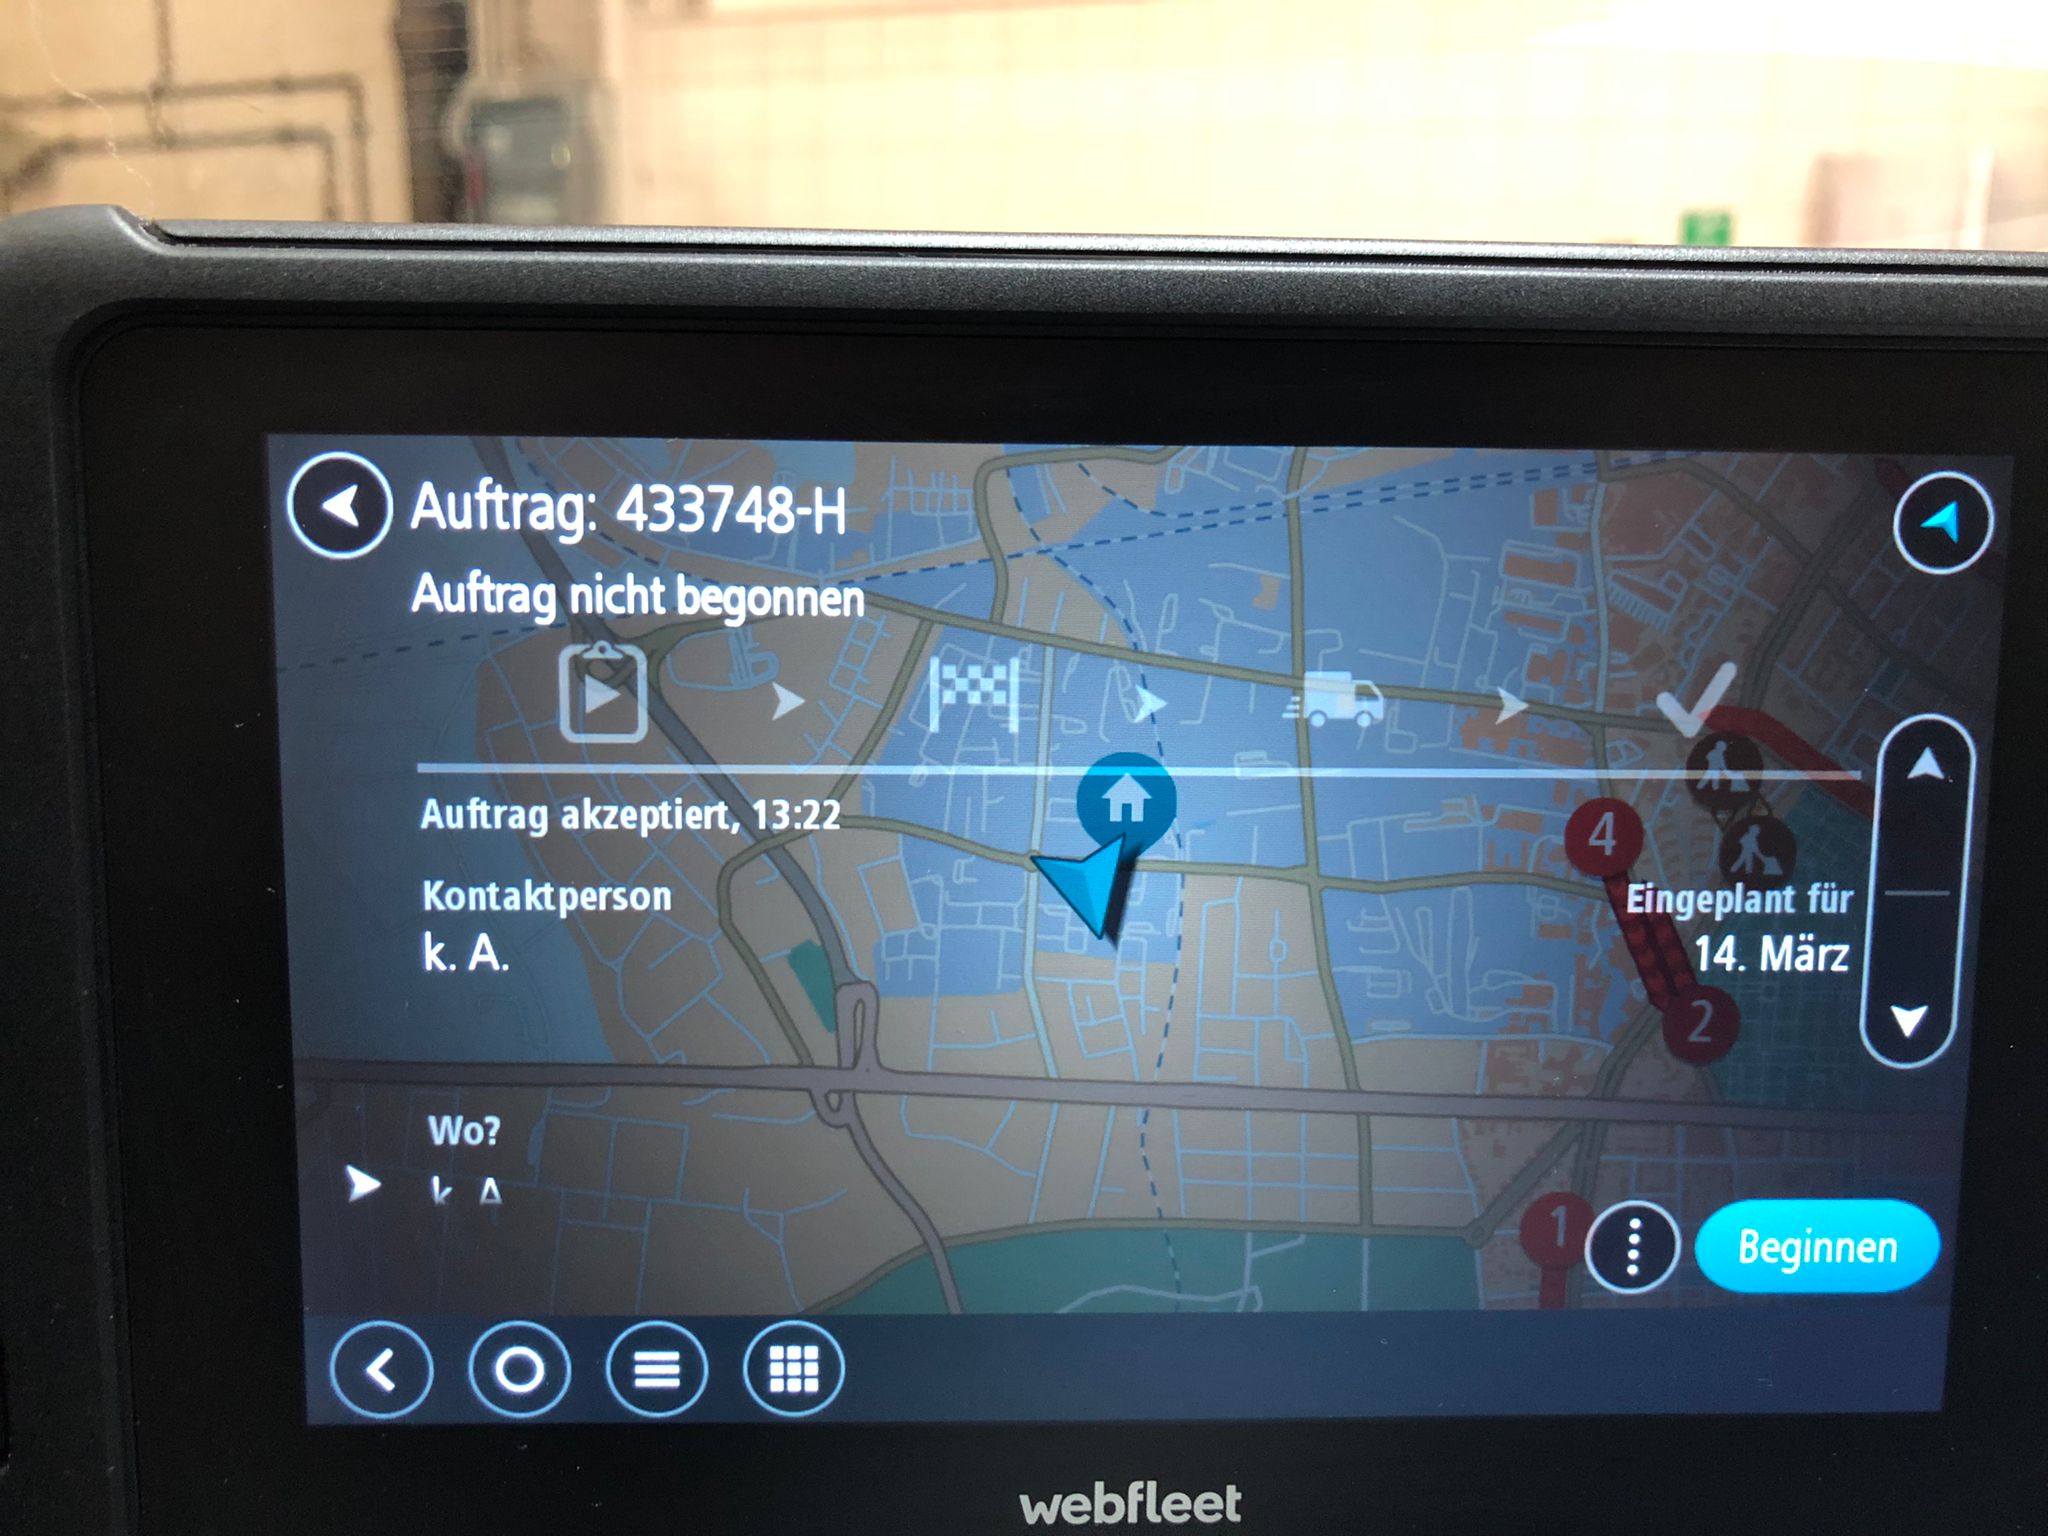 Auftrag: 433748-H
Auftrag nicht begonnen
Auftrag akzeptiert, 13:22
Kontaktperson
k. A.
Eingeplant für
14. März
4
2
Wo?
k. A.
1
Beginnen
webfleet